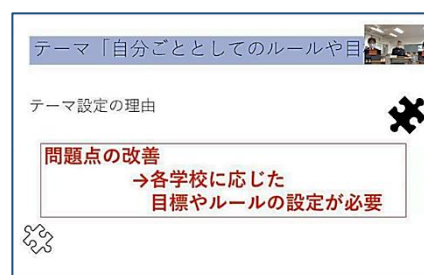 テーマ「自分ごととしてのルールや目
テーマ設定の理由
問題点の改善
→各学校に応じた
目標やルールの設定が必要